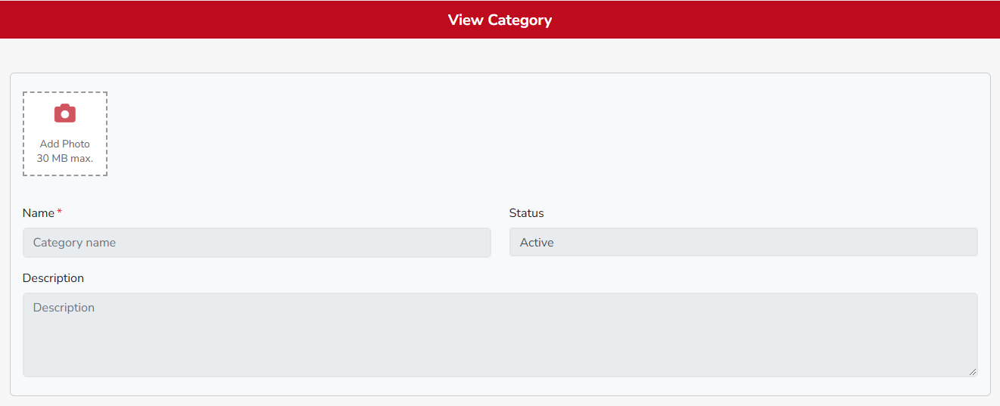 View Category
Add Photo
30 MB max.
Name *
Status
Category name
Active
Description
Description